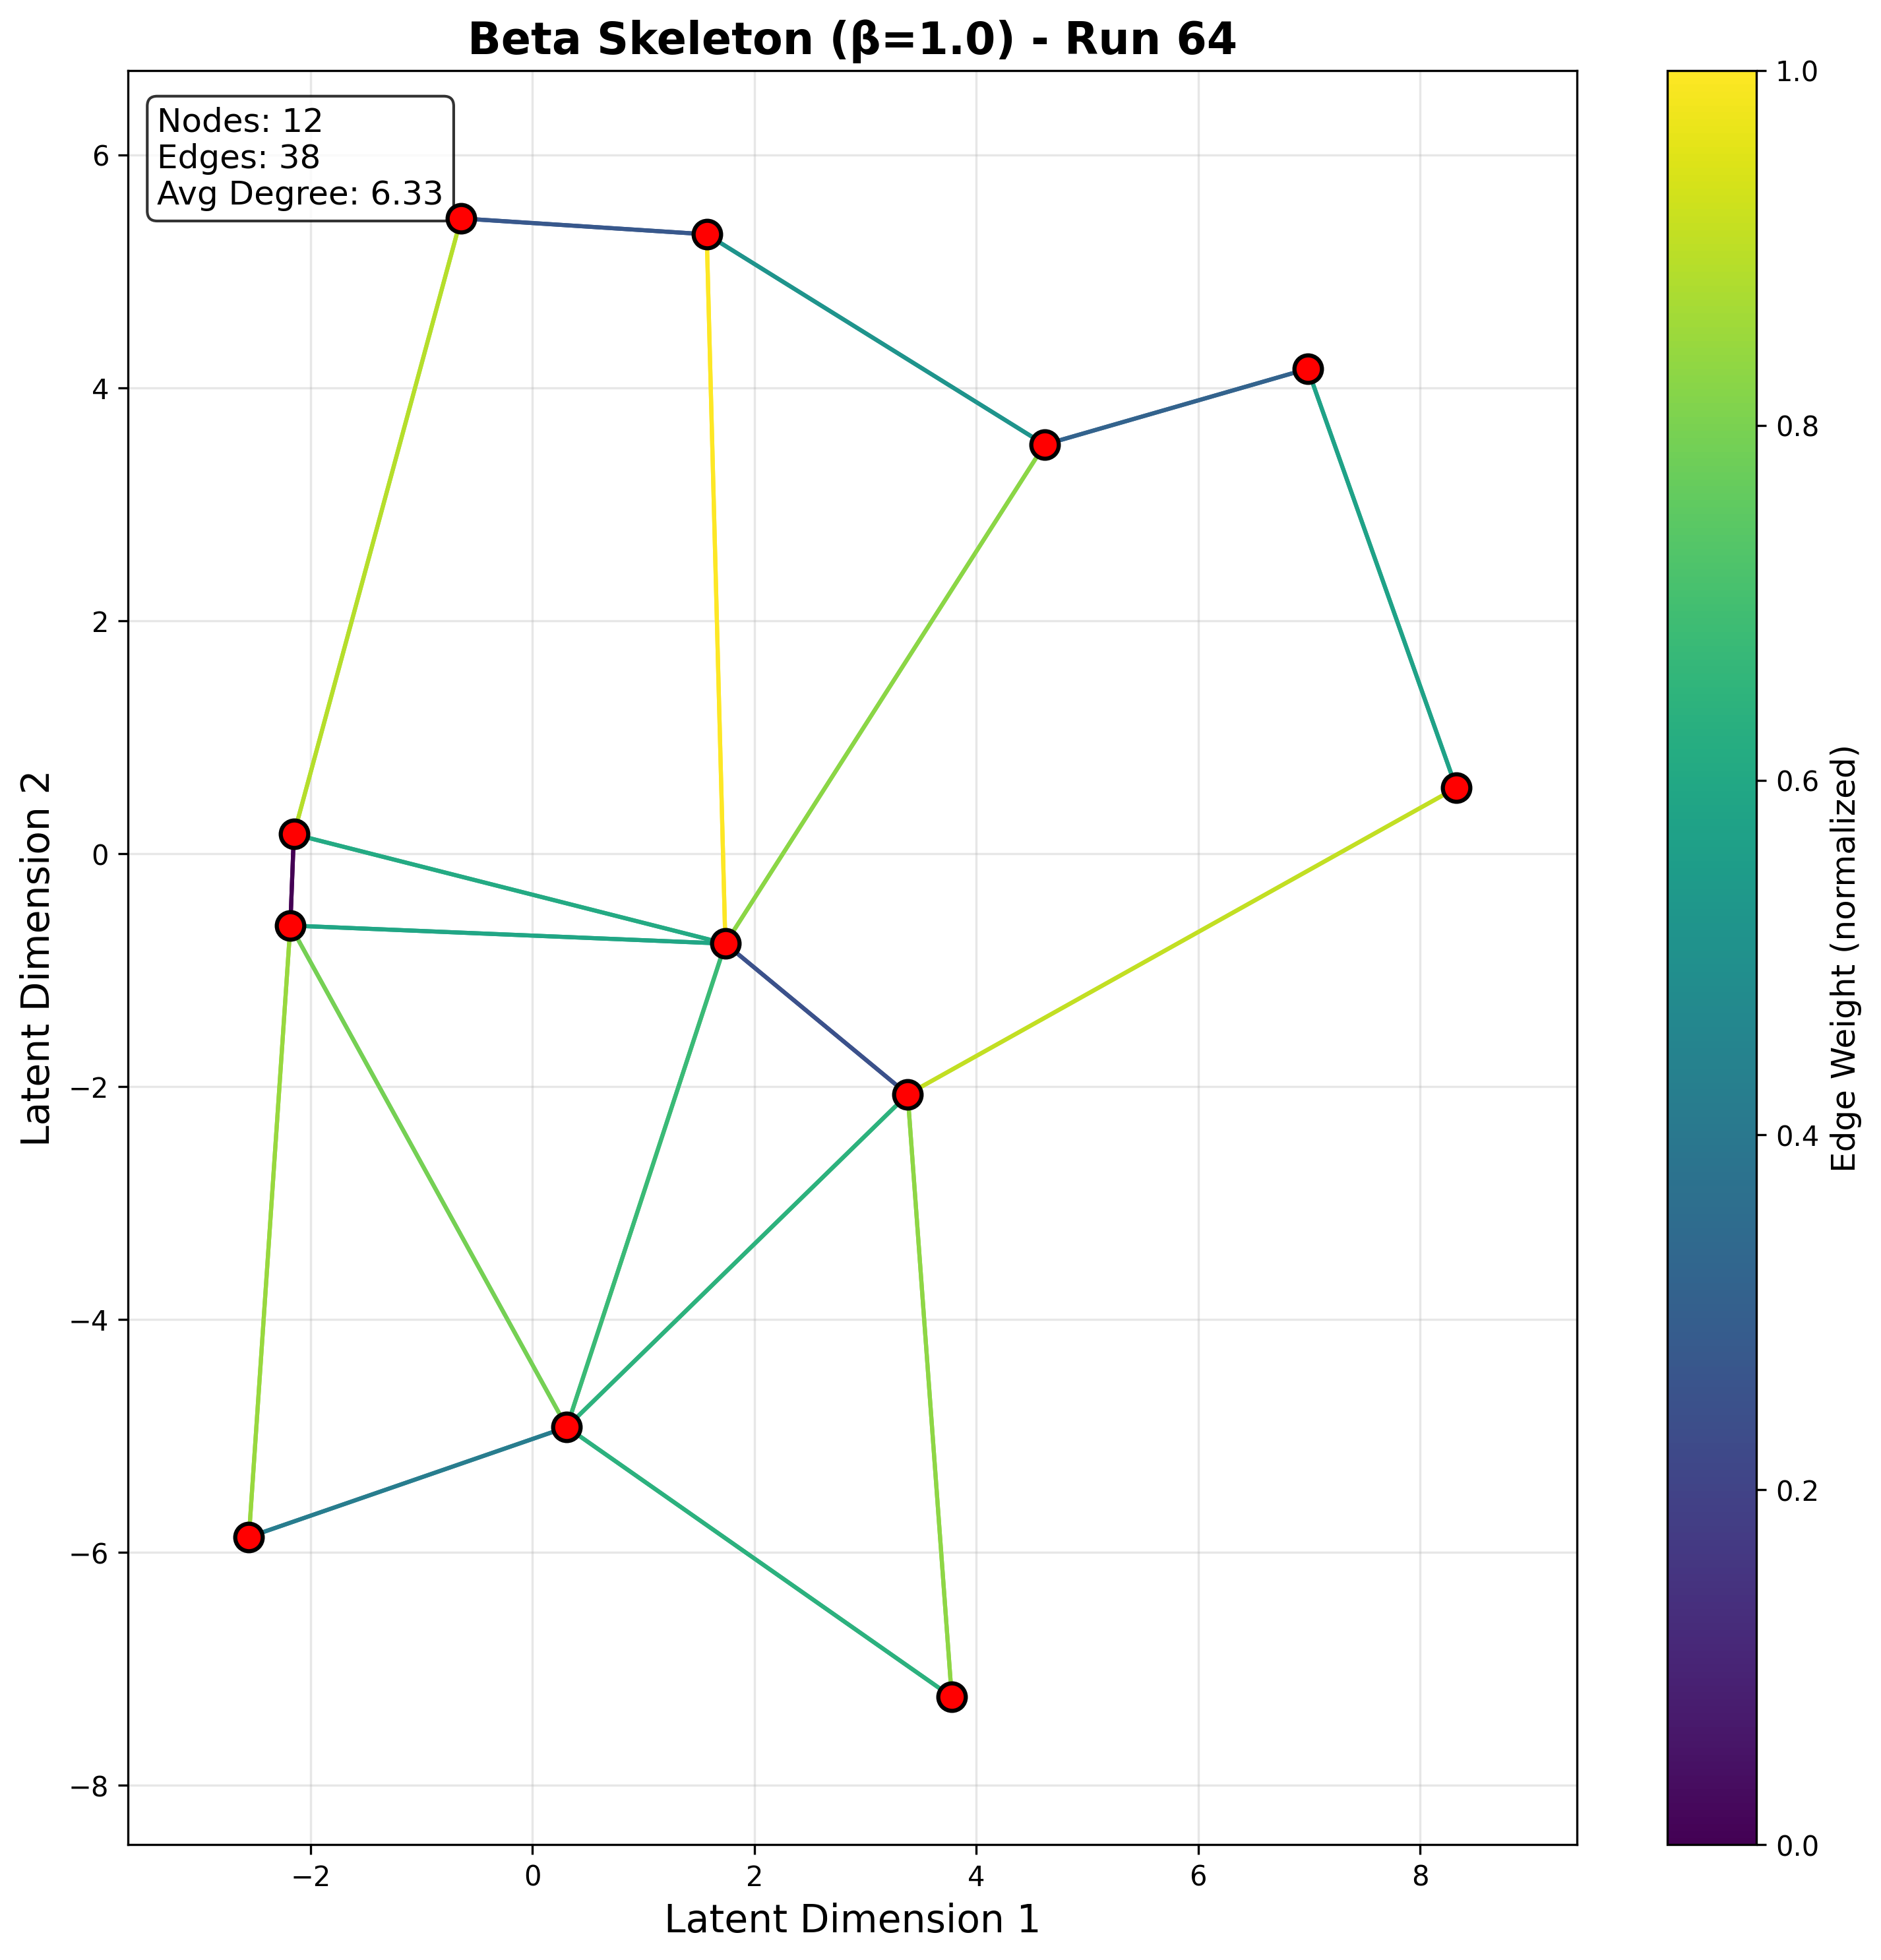 Beta Skeleton (β=1.0) - Run 64
Nodes: 12
Edges: 38
Avg Degree: 6.33
6
4
2
0
−2
−4
−6
−8
Latent Dimension 2
−2
0
2
4
6
8
Latent Dimension 1
1.0
0.8
0.6
0.4
0.2
0.0
Edge Weight (normalized)